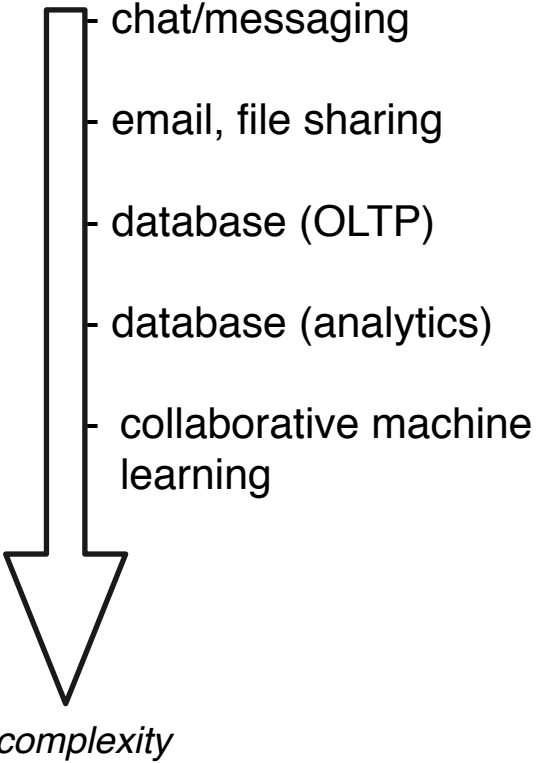 - chat/messaging
- email, file sharing
- database (OLTP)
- database (analytics)
- collaborative machine
learning
complexity